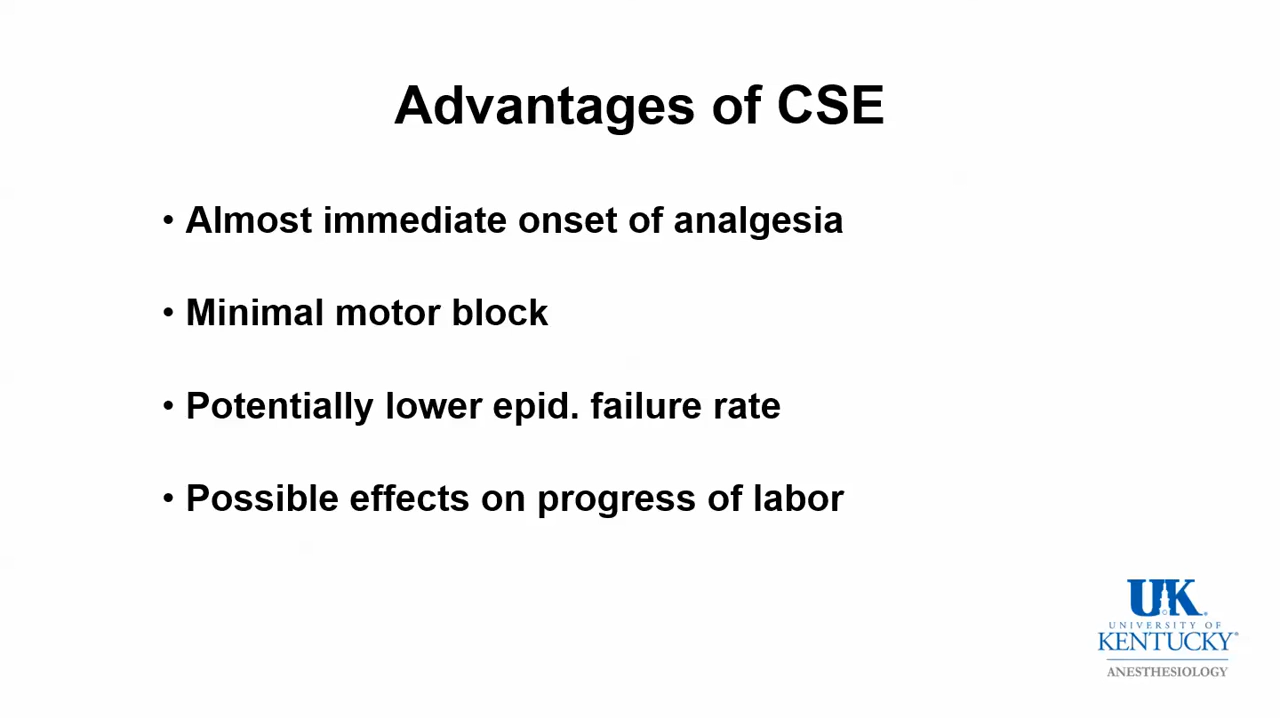 Advantages of CSE
• Almost immediate onset of analgesia
• Minimal motor block
• Potentially lower epid. failure rate
• Possible effects on progress of labor
UK®
UNIVERSITY OF
KENTUCKY®
ANESTHESIOLOGY